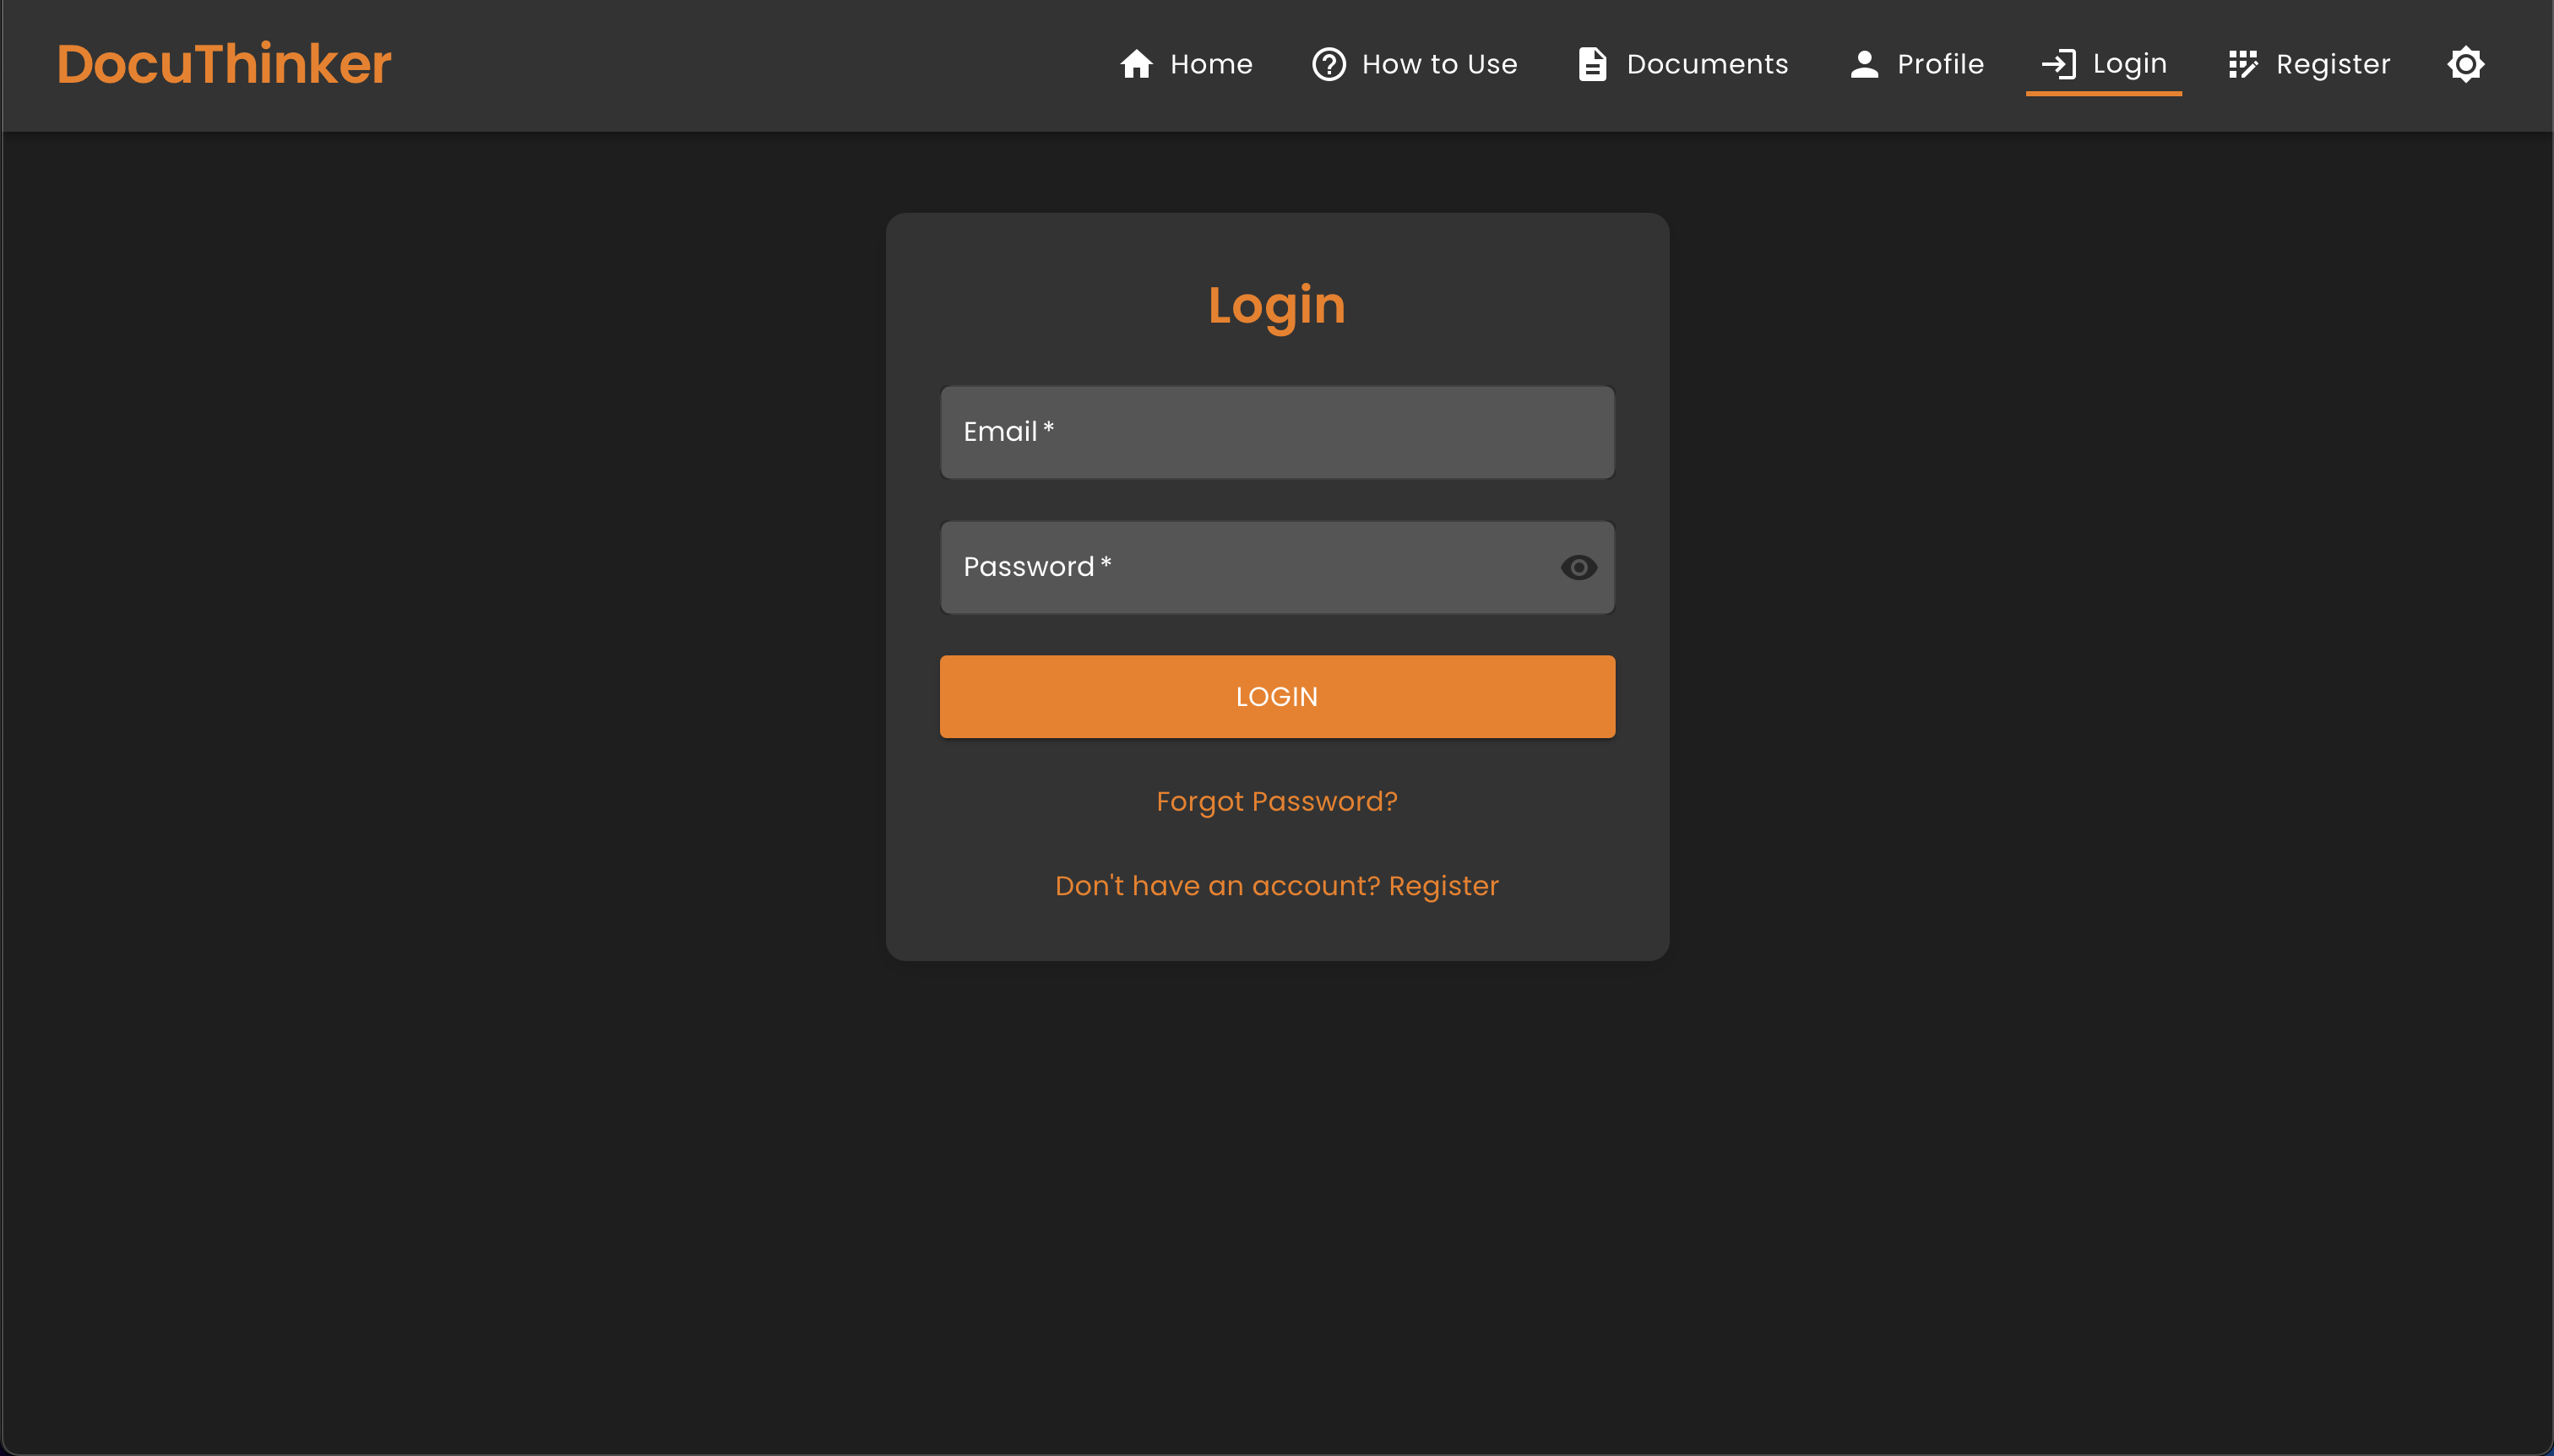 DocuThinker Home How to Use Documents Profile Login Register
Login
Email *
Password *
LOGIN
Forgot Password?
Don't have an account? Register